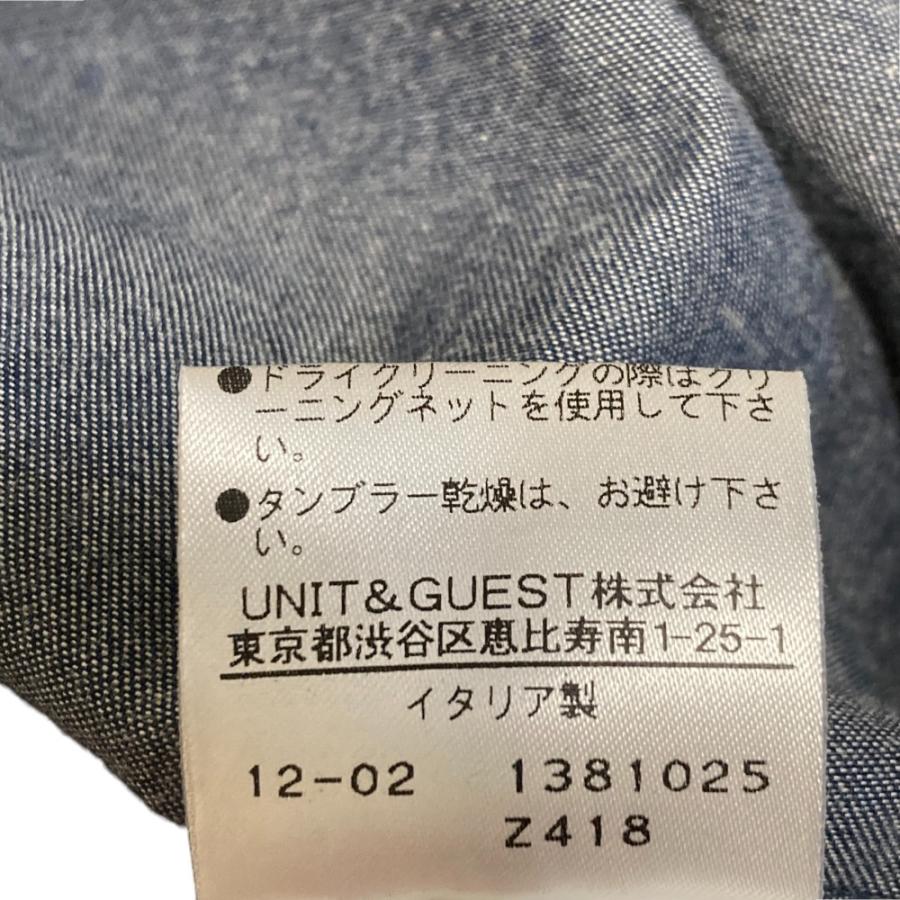 ●ドライクリーニングの際はクリ
ーニングネットを使用して下さ
い。
●タンブラー乾燥は、お避け下さ
い。
UNIT&GUEST株式会社
東京都渋谷区恵比寿南1-25-1
イタリア製
12-02 1381025
Z418